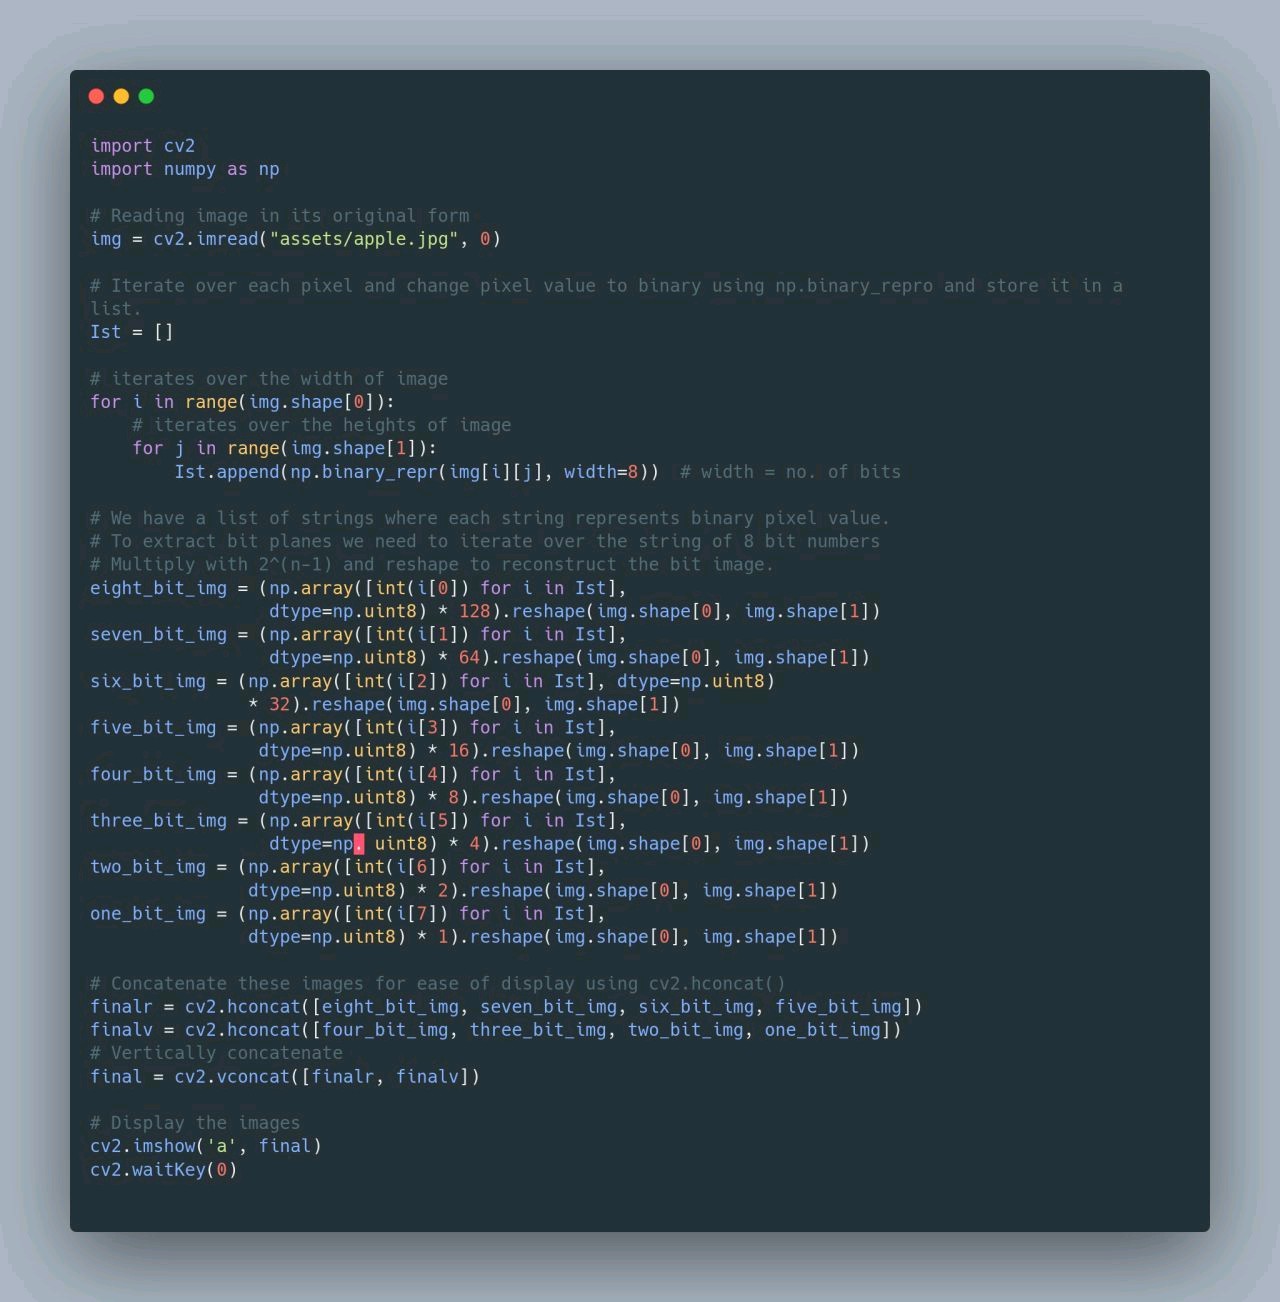 import cv2
import numpy as np

# Reading image in its original form
img = cv2.imread("assets/apple.jpg", 0)

# Iterate over each pixel and change pixel value to binary using np.binary_repro and store it in a
list.
Ist = []

# iterates over the width of image
for i in range(img.shape[0]):
    # iterates over the heights of image
    for j in range(img.shape[1]):
        Ist.append(np.binary_repr(img[i][j], width=8))  # width = no. of bits

# We have a list of strings where each string represents binary pixel value.
# To extract bit planes we need to iterate over the string of 8 bit numbers
# Multiply with 2^(n-1) and reshape to reconstruct the bit image.
eight_bit_img = (np.array([int(i[0]) for i in Ist],
                 dtype=np.uint8) * 128).reshape(img.shape[0], img.shape[1])
seven_bit_img = (np.array([int(i[1]) for i in Ist],
                 dtype=np.uint8) * 64).reshape(img.shape[0], img.shape[1])
six_bit_img = (np.array([int(i[2]) for i in Ist], dtype=np.uint8)
               * 32).reshape(img.shape[0], img.shape[1])
five_bit_img = (np.array([int(i[3]) for i in Ist],
                dtype=np.uint8) * 16).reshape(img.shape[0], img.shape[1])
four_bit_img = (np.array([int(i[4]) for i in Ist],
                dtype=np.uint8) * 8).reshape(img.shape[0], img.shape[1])
three_bit_img = (np.array([int(i[5]) for i in Ist],
                 dtype=np. uint8) * 4).reshape(img.shape[0], img.shape[1])
two_bit_img = (np.array([int(i[6]) for i in Ist],
               dtype=np.uint8) * 2).reshape(img.shape[0], img.shape[1])
one_bit_img = (np.array([int(i[7]) for i in Ist],
               dtype=np.uint8) * 1).reshape(img.shape[0], img.shape[1])

# Concatenate these images for ease of display using cv2.hconcat()
finalr = cv2.hconcat([eight_bit_img, seven_bit_img, six_bit_img, five_bit_img])
finalv = cv2.hconcat([four_bit_img, three_bit_img, two_bit_img, one_bit_img])
# Vertically concatenate
final = cv2.vconcat([finalr, finalv])

# Display the images
cv2.imshow('a', final)
cv2.waitKey(0)